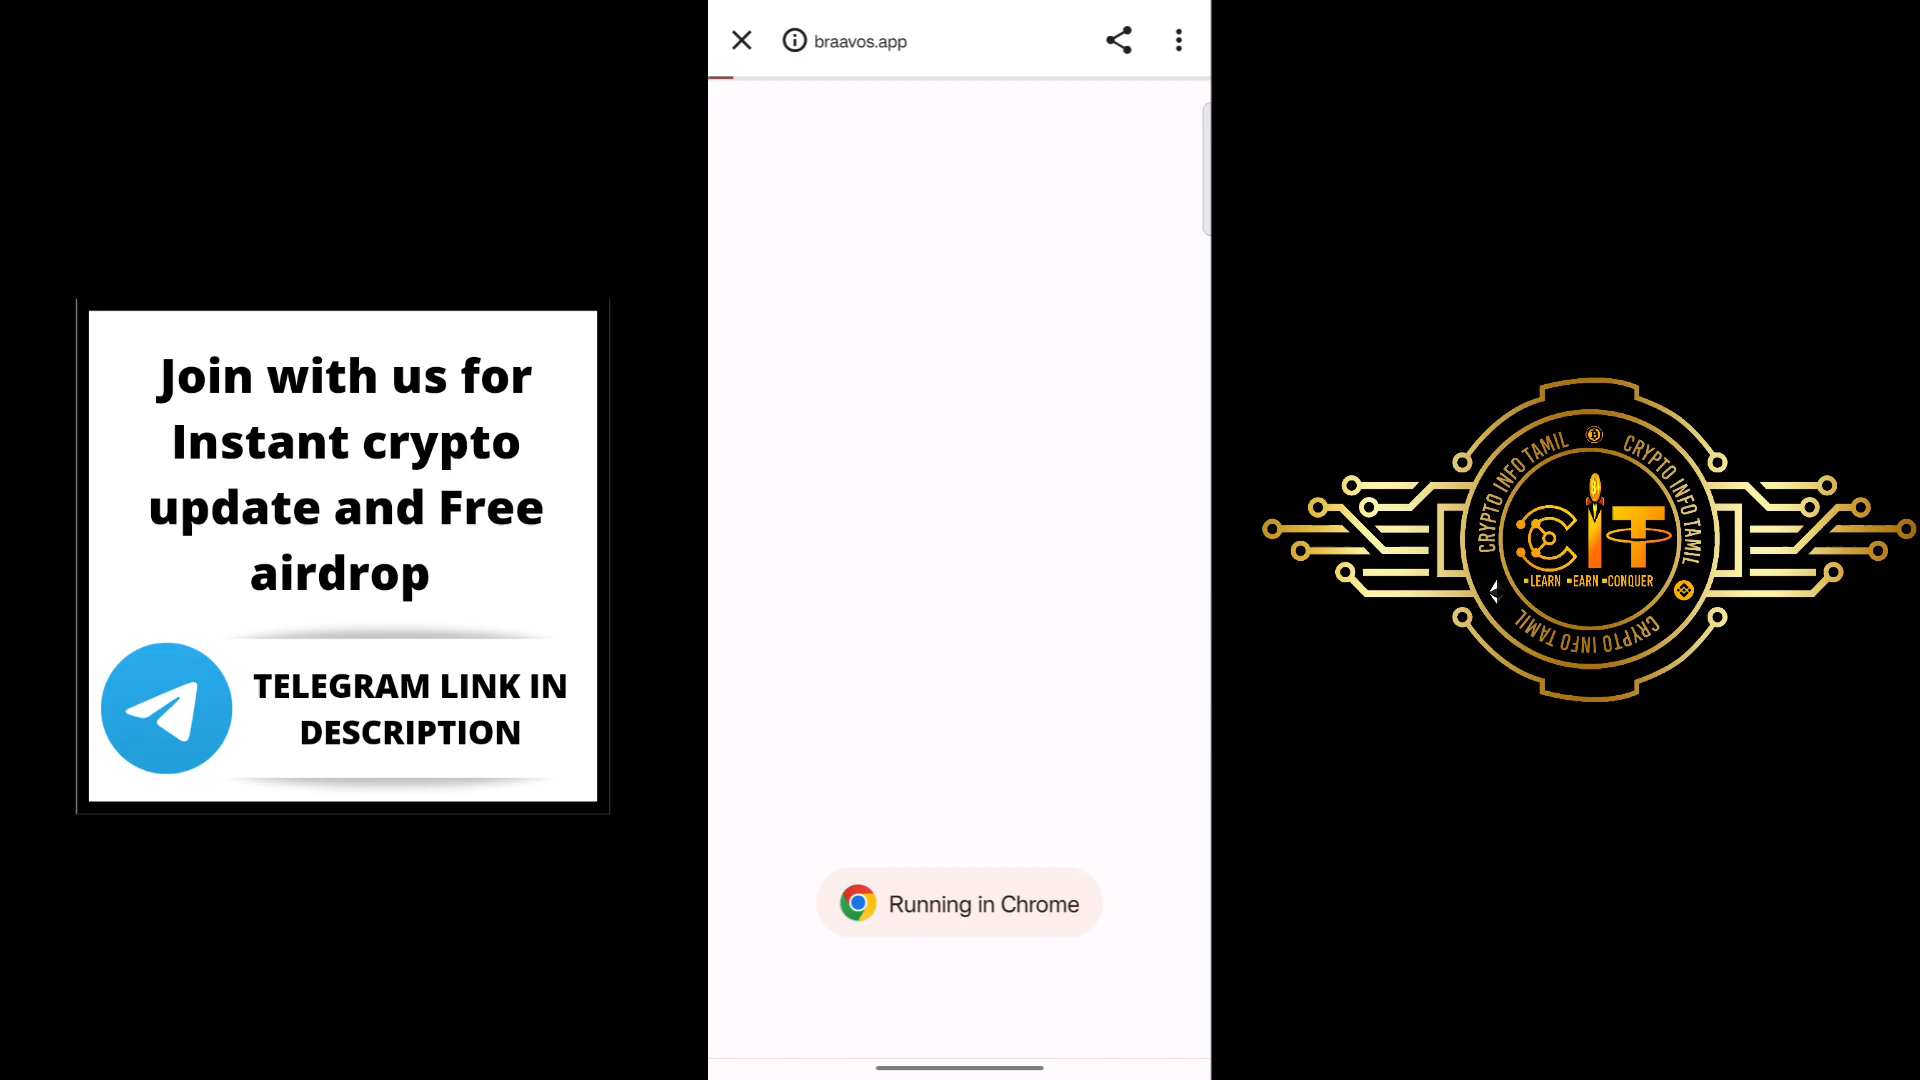 braavos.app
Join with us for
Instant crypto
update and Free
airdrop
TELEGRAM LINK IN
DESCRIPTION
Running in Chrome
CRYPTO INFO TAMIL
CRYPTO INFO TAMIL
CRYPTO INFO TAMIL
CIT
▪LEARN ▪EARN ▪CONQUER